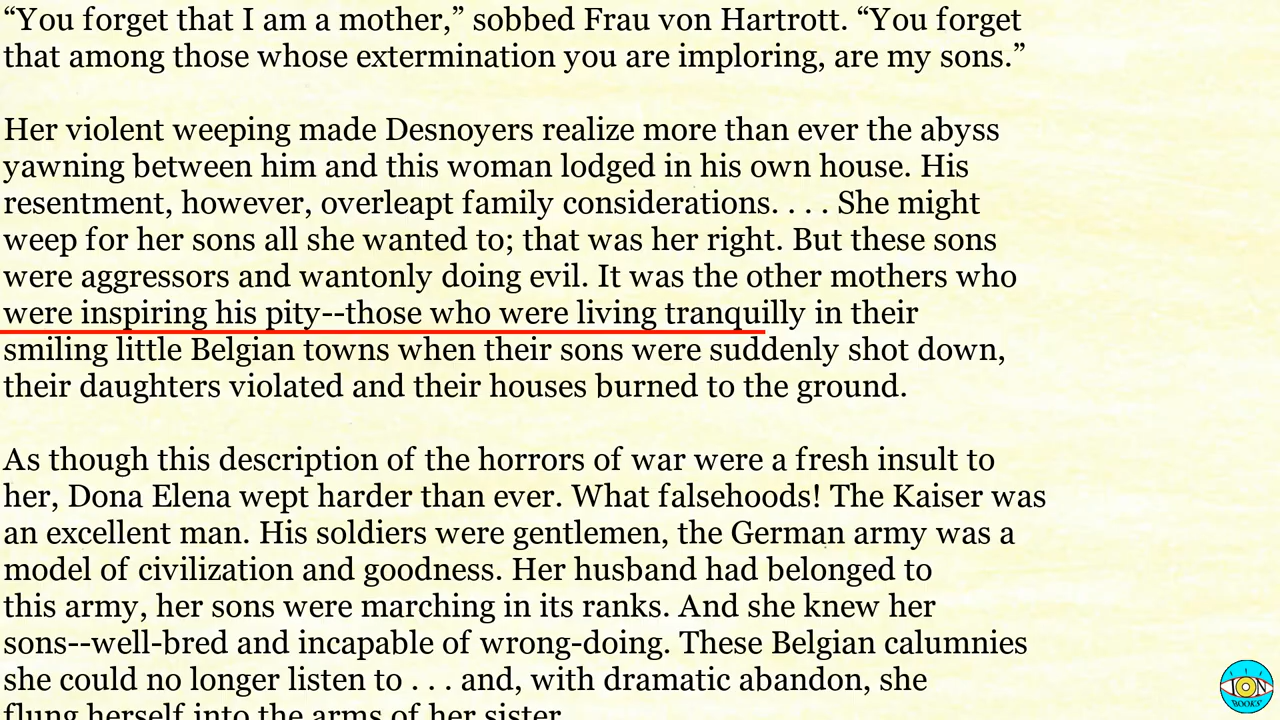 “You forget that I am a mother,” sobbed Frau von Hartrott. “You forget
that among those whose extermination you are imploring, are my sons.”
Her violent weeping made Desnoyers realize more than ever the abyss
yawning between him and this woman lodged in his own house. His
resentment, however, overleapt family considerations. . . . She might
weep for her sons all she wanted to; that was her right. But these sons
were aggressors and wantonly doing evil. It was the other mothers who
were inspiring his pity--those who were living tranquilly in their
smiling little Belgian towns when their sons were suddenly shot down,
their daughters violated and their houses burned to the ground.
As though this description of the horrors of war were a fresh insult to
her, Dona Elena wept harder than ever. What falsehoods! The Kaiser was
an excellent man. His soldiers were gentlemen, the German army was a
model of civilization and goodness. Her husband had belonged to
this army, her sons were marching in its ranks. And she knew her
sons--well-bred and incapable of wrong-doing. These Belgian calumnies
she could no longer listen to . . . and, with dramatic abandon, she
flung herself into the arms of her sister.
ION
BOOKS